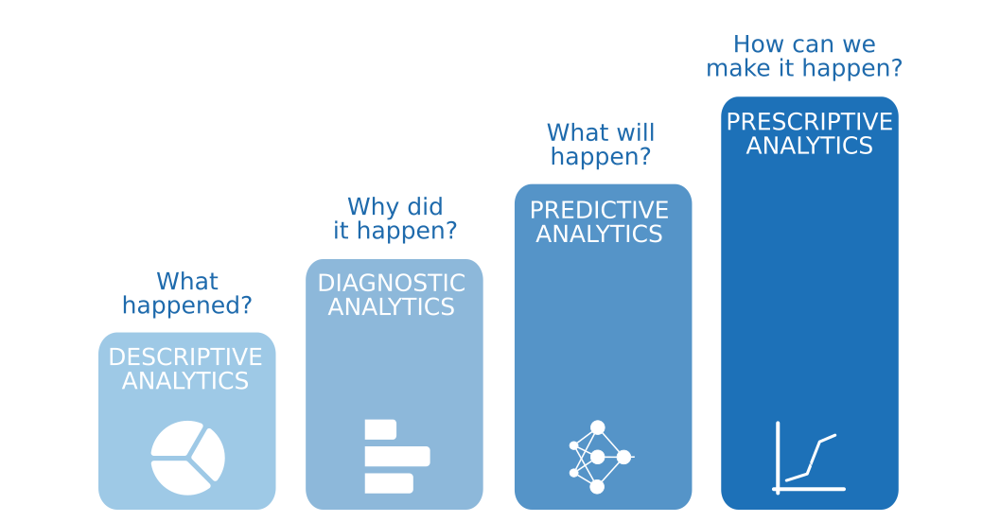 What
happened?
DESCRIPTIVE
ANALYTICS
Why did
it happen?
DIAGNOSTIC
ANALYTICS
What will
happen?
PREDICTIVE
ANALYTICS
How can we
make it happen?
PRESCRIPTIVE
ANALYTICS